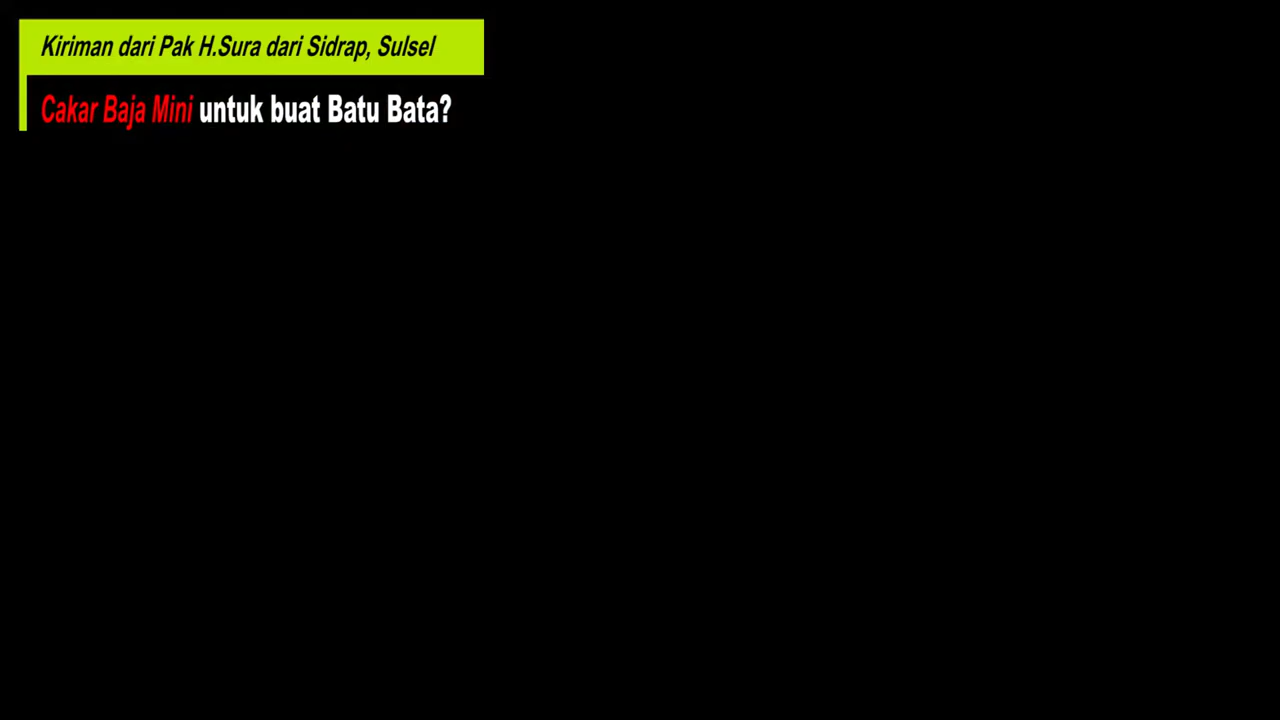 Kiriman dari Pak H.Sura dari Sidrap, Sulsel
Cakar Baja Mini untuk buat Batu Bata?